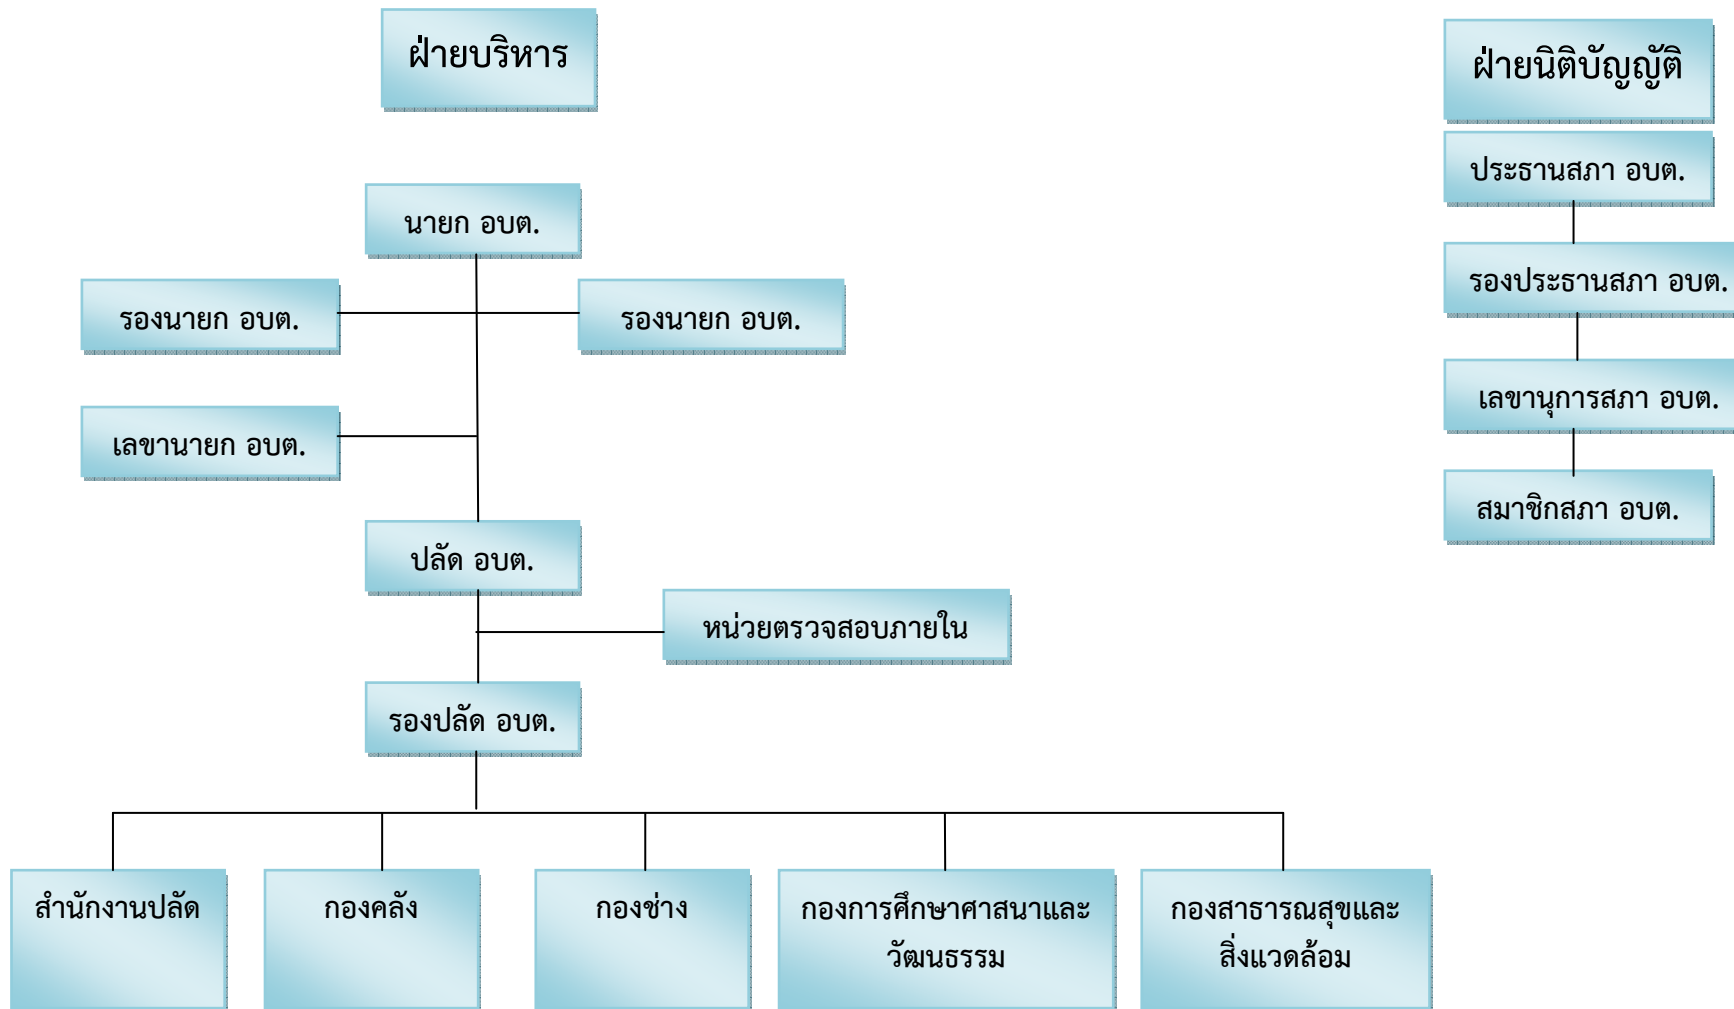 ฝ่ายบริหาร
นายก อบต.
รองนายก อบต.
รองนายก อบต.
เลขานายก อบต.
ปลัด อบต.
หน่วยตรวจสอบภายใน
รองปลัด อบต.
สำนักงานปลัด
กองคลัง
กองช่าง
กองการศึกษาศาสนาและ
วัฒนธรรม
กองสาธารณสุขและ
สิ่งแวดล้อม
ฝ่ายนิติบัญญัติ
ประธานสภา อบต.
รองประธานสภา อบต.
เลขานุการสภา อบต.
สมาชิกสภา อบต.